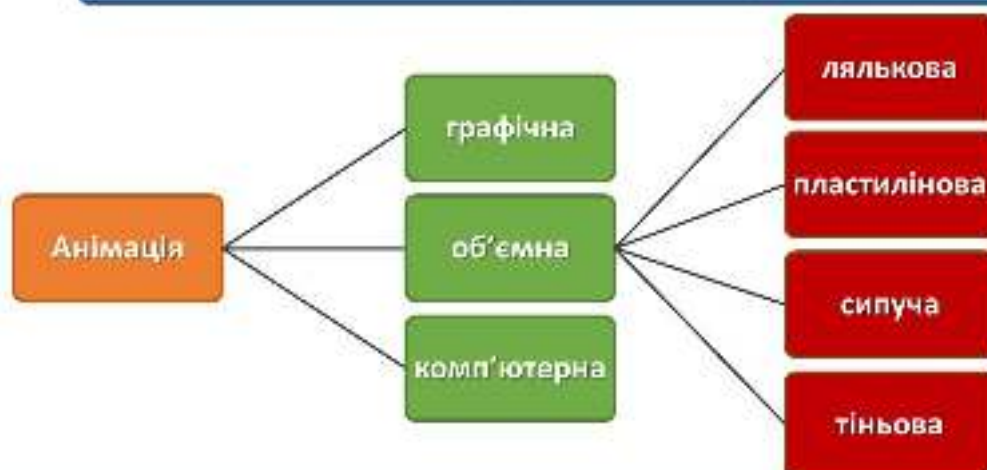 Анімація
графічна
об'ємна
комп'ютерна
лялькова
пластилінова
сипуча
тіньова